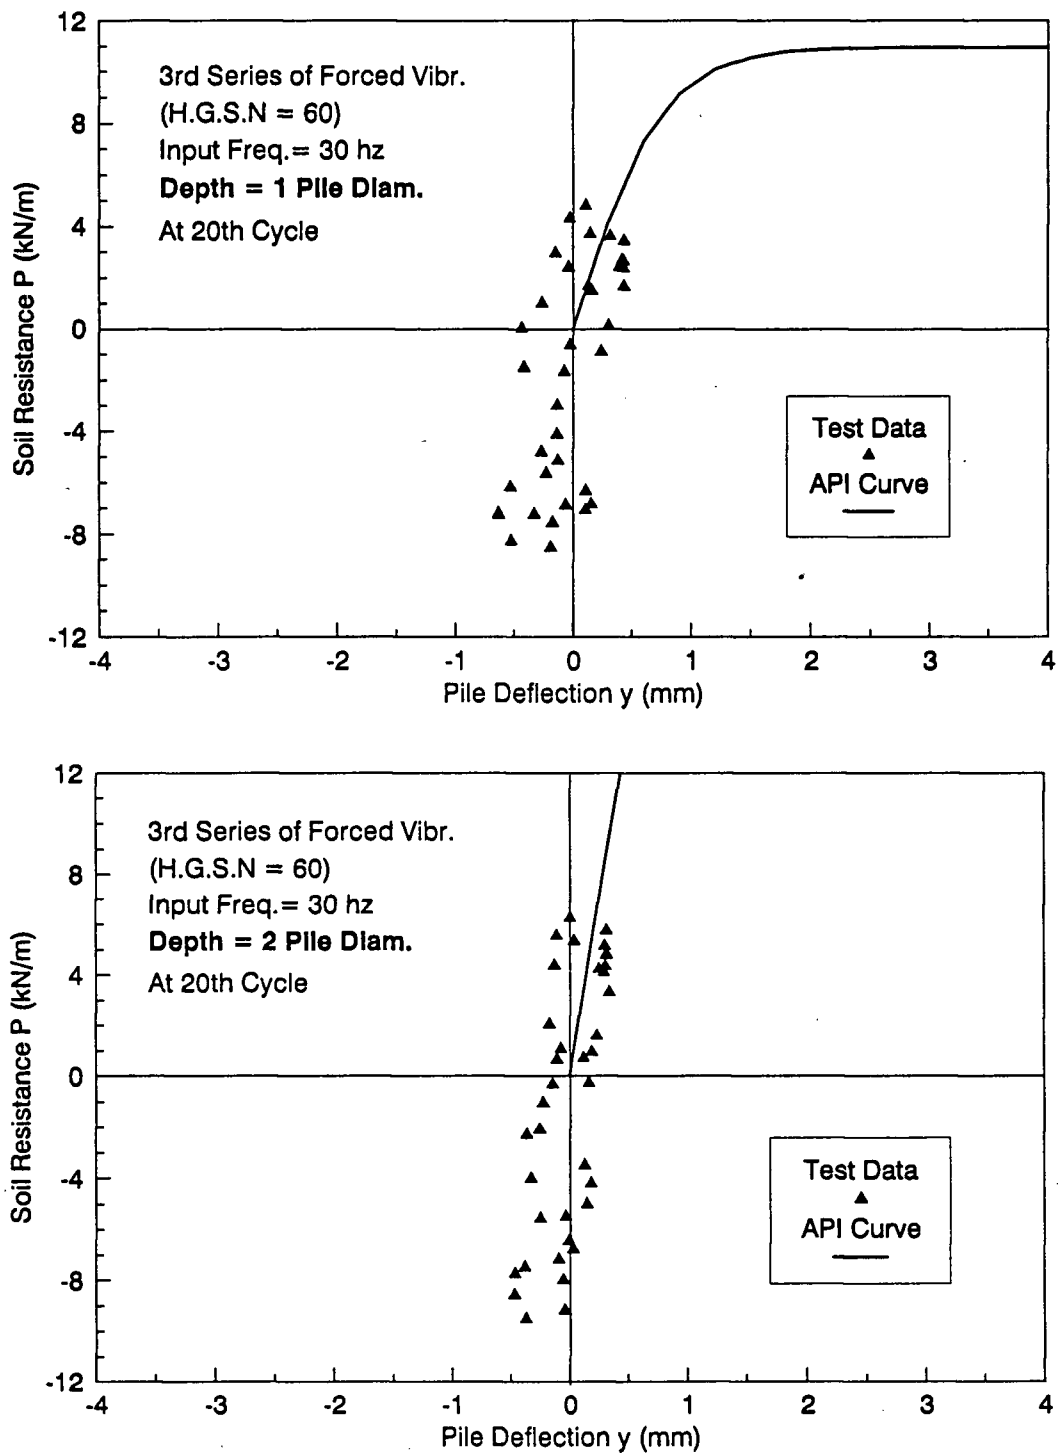 12
8
4
0
-4
-8
-12
-4
-3
-2
-1
0
1
2
3
4
Soil Resistance P (kN/m)
Pile Deflection y (mm)
3rd Series of Forced Vibr.
(H.G.S.N = 60)
Input Freq.= 30 hz
Depth = 1 Pile Diam.
At 20th Cycle
Test Data
API Curve
12
8
4
0
-4
-8
-12
-4
-3
-2
-1
0
1
2
3
4
Soil Resistance P (kN/m)
Pile Deflection y (mm)
3rd Series of Forced Vibr.
(H.G.S.N = 60)
Input Freq.= 30 hz
Depth = 2 Pile Diam.
At 20th Cycle
Test Data
API Curve